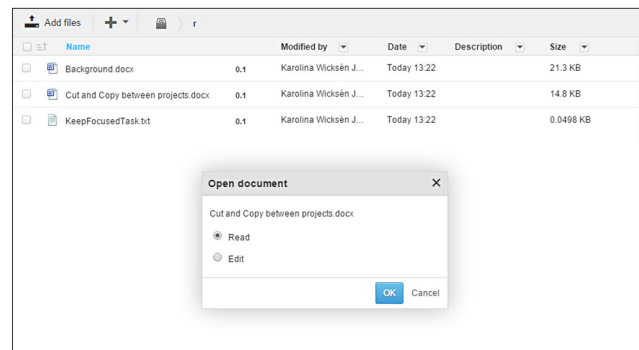 Add files r
Name Modified by Date Description Size
Background.docx 0.1 Karolina Wicksèn J... Today 13:22 21.3 KB
Cut and Copy between projects.docx 0.1 Karolina Wicksèn J... Today 13:22 14.8 KB
KeepFocusedTask.txt 0.1 Karolina Wicksèn J... Today 13:22 0.0498 KB
Open document
Cut and Copy between projects.docx
Read
Edit
OK Cancel